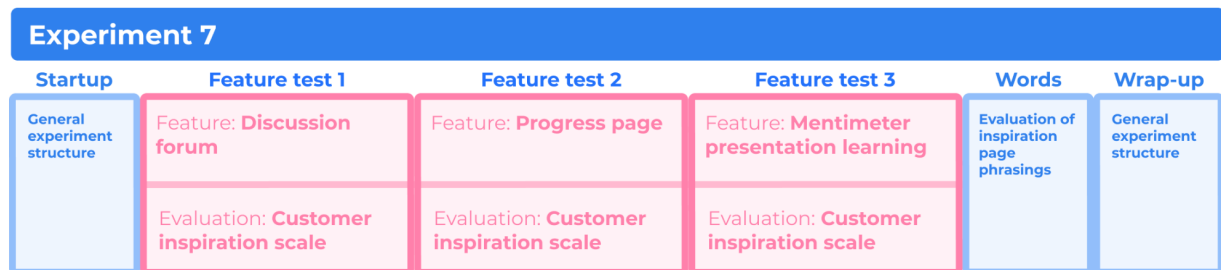 Experiment 7
Startup
Feature test 1
Feature test 2
Feature test 3
Words
Wrap-up
General
experiment
structure
Feature: Discussion
forum
Feature: Progress page
Feature: Mentimeter
presentation learning
Evaluation of
inspiration
page
phrasings
General
experiment
structure
Evaluation: Customer
inspiration scale
Evaluation: Customer
inspiration scale
Evaluation: Customer
inspiration scale